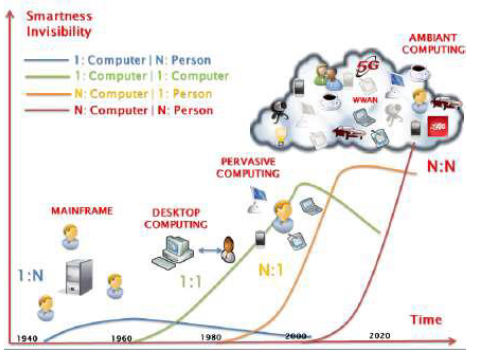 Smartness
Invisibility
1: Computer | N: Person
1: Computer | 1: Computer
N: Computer | 1: Person
N: Computer | N: Person
AMBIANT
COMPUTING
5G
WWAN
PERVASIVE
COMPUTING
N:N
MAINFRAME
DESKTOP
COMPUTING
1:N
1:1
N:1
Time
1940
1960
1980
2000
2020